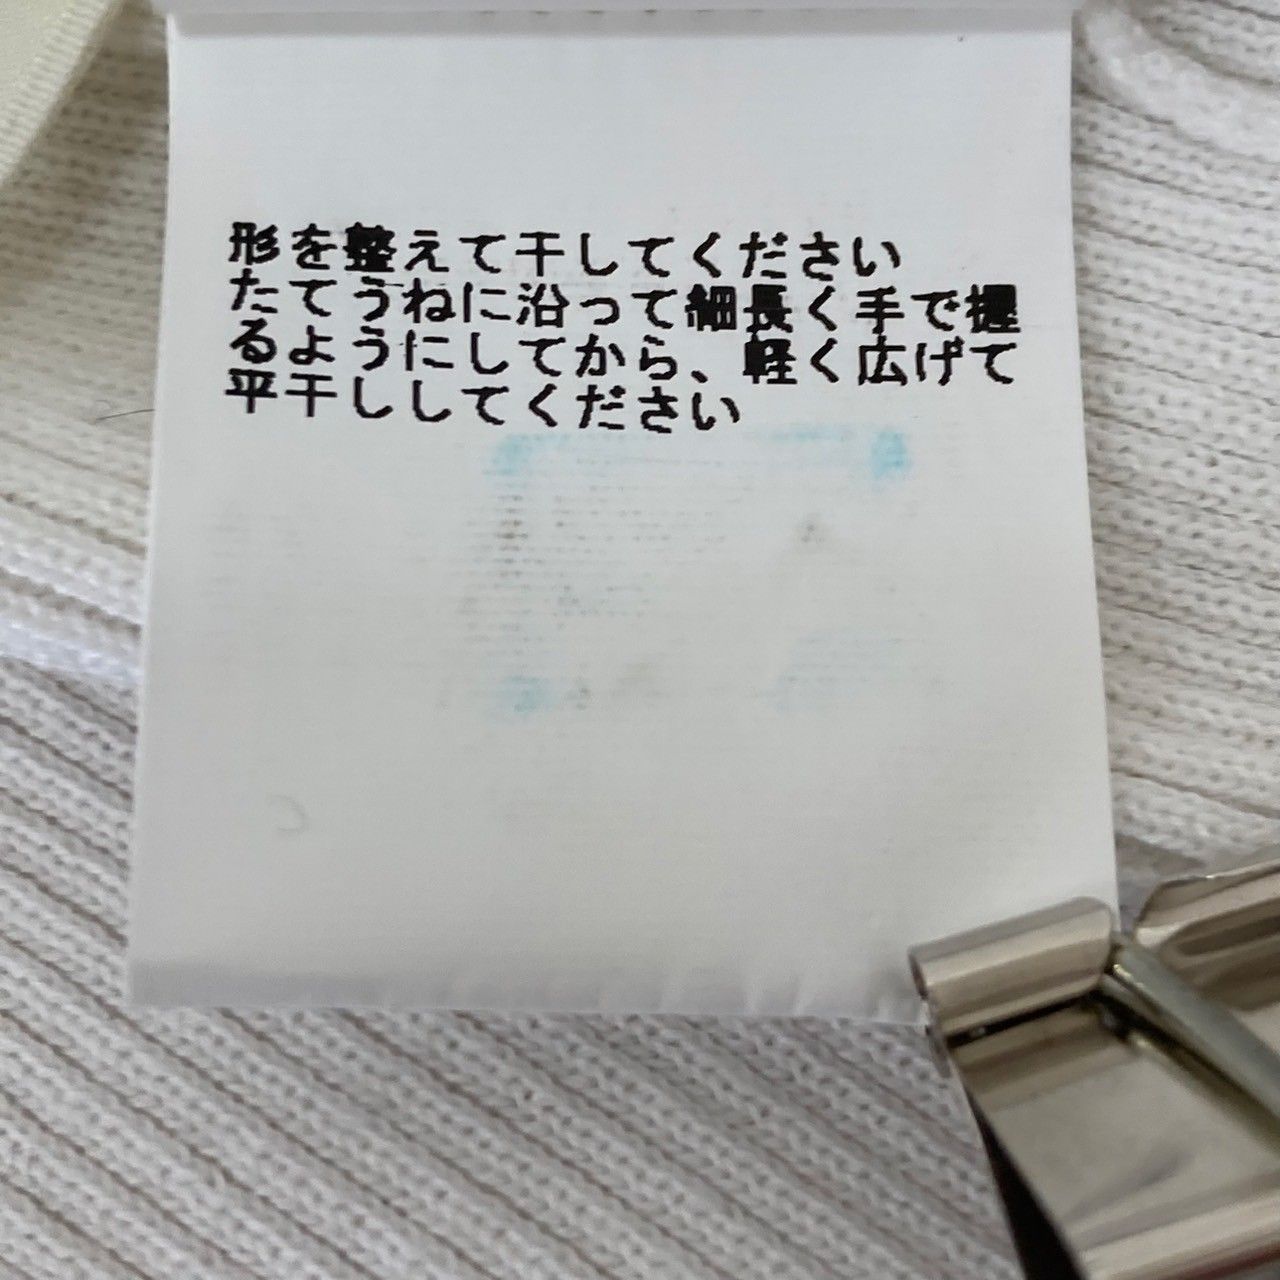 形を整えて干してください
たてうねに沿って細長く手で握
るようにしてから、軽く広げて
平干ししてください